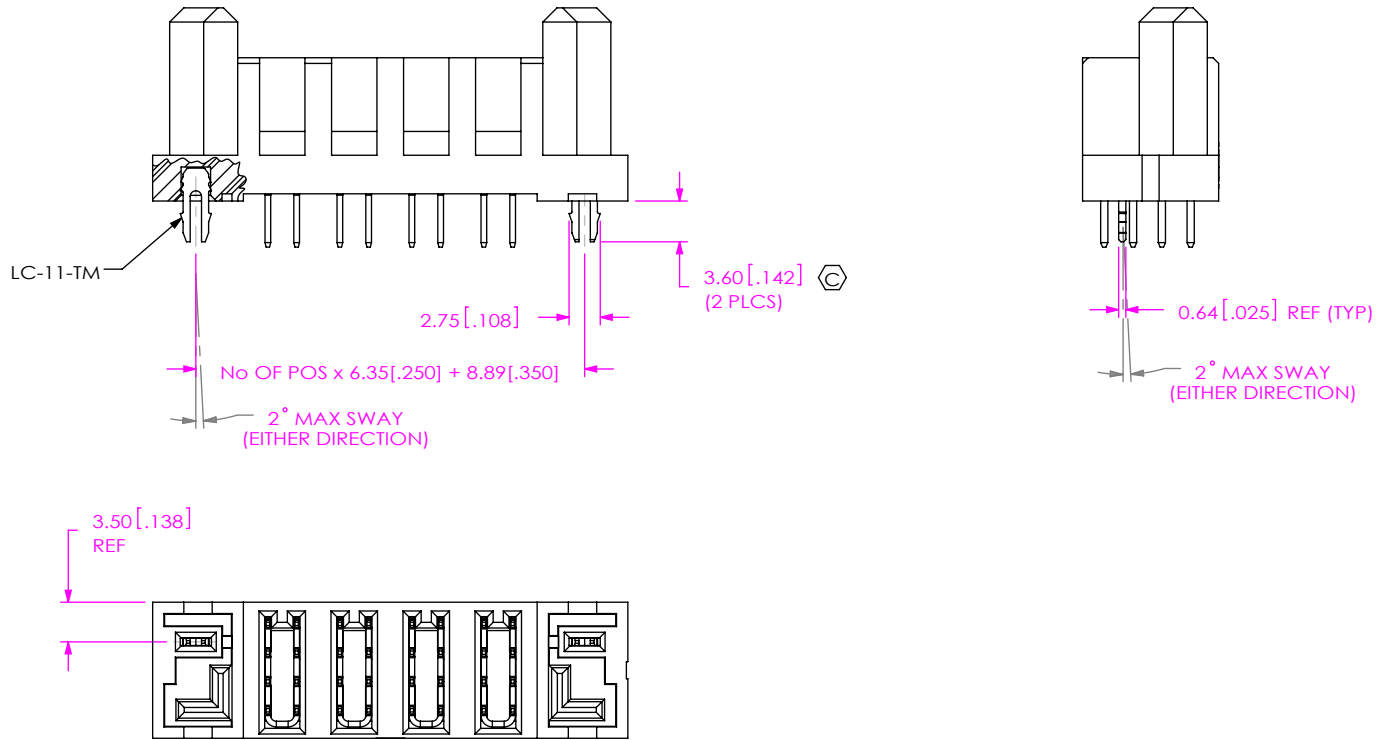 LC-11-TM
3.60[.142] C
(2 PLCS)
2.75[.108]
0.64[.025] REF (TYP)
No OF POS x 6.35[.250] + 8.89[.350]
2° MAX SWAY
(EITHER DIRECTION)
2° MAX SWAY
(EITHER DIRECTION)
3.50[.138]
REF